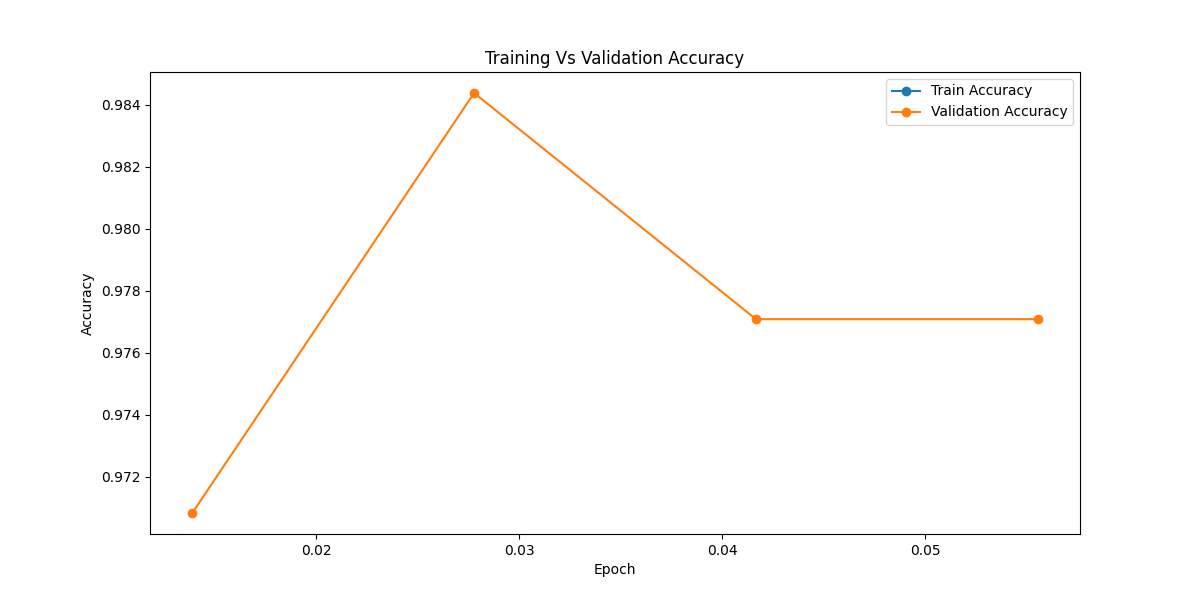 Training Vs Validation Accuracy
Train Accuracy
Validation Accuracy
0.984
0.982
0.980
0.978
0.976
0.974
0.972
Accuracy
0.02
0.03
0.04
0.05
Epoch